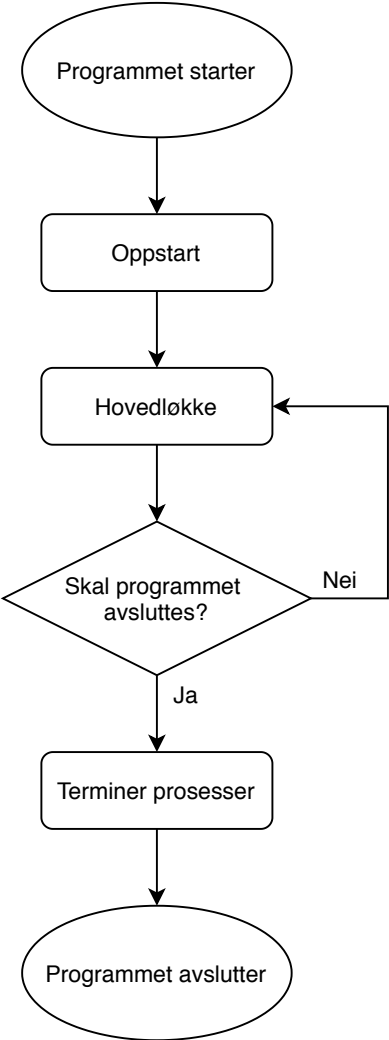 Programmet starter
Oppstart
Hovedløkke
Skal programmet
avsluttes?
Nei
Ja
Terminer prosesser
Programmet avslutter